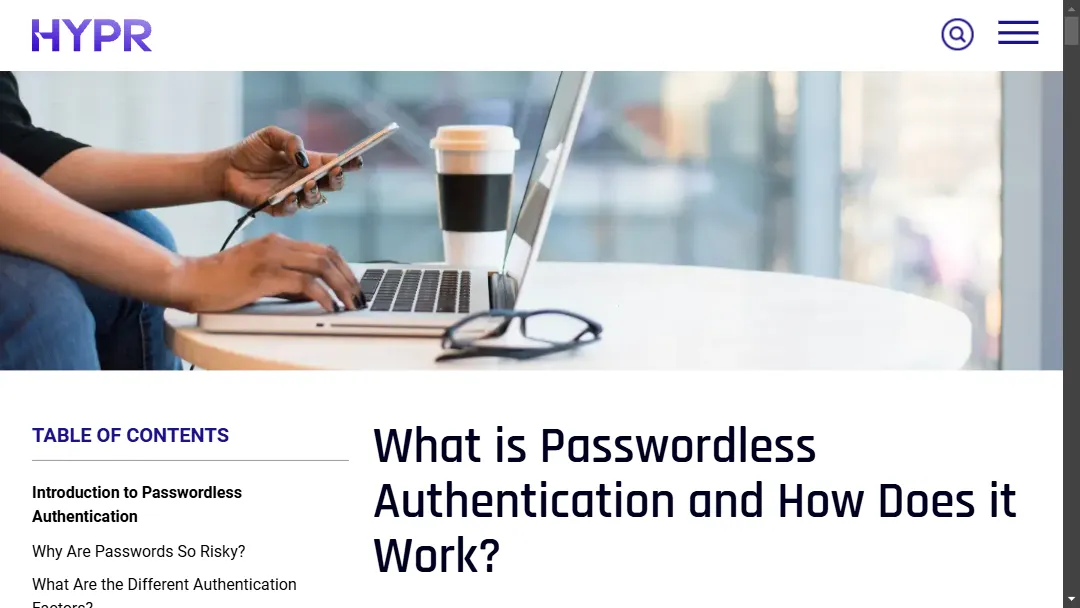 HYPR
TABLE OF CONTENTS
Introduction to Passwordless
Authentication
Why Are Passwords So Risky?
What Are the Different Authentication
Factors?
What is Passwordless
Authentication and How Does it
Work?